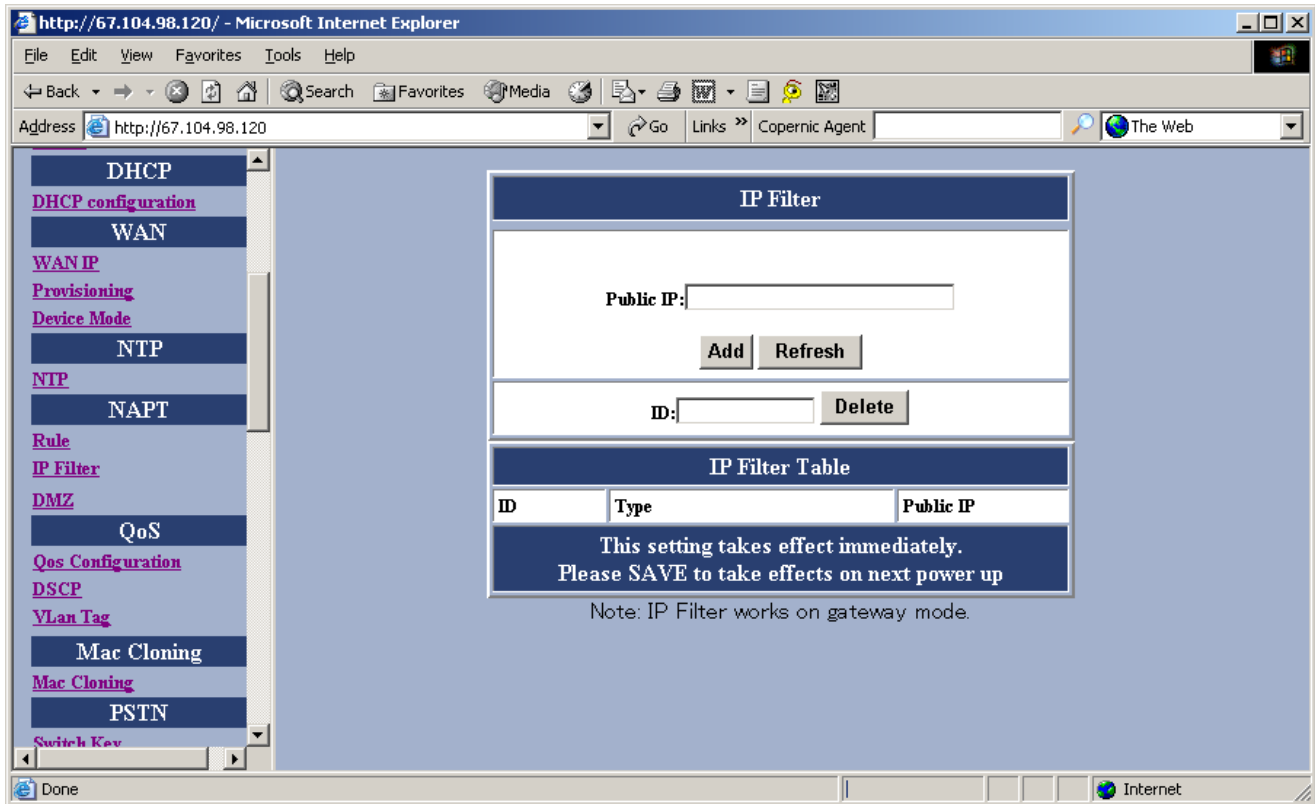 http://67.104.98.120/ - Microsoft Internet Explorer
File Edit View Favorites Tools Help
Back Search Favorites Media
Address http://67.104.98.120 Go Links » Copernic Agent The Web
DHCP
DHCP configuration
WAN
WAN IP
Provisioning
Device Mode
NTP
NTP
NAPT
Rule
IP Filter
DMZ
QoS
Qos Configuration
DSCP
VLan Tag
Mac Cloning
Mac Cloning
PSTN
Switch Key
IP Filter
Public IP:
Add Refresh
ID: Delete
IP Filter Table
ID Type Public IP
This setting takes effect immediately.
Please SAVE to take effects on next power up
Note: IP Filter works on gateway mode.
Done Internet